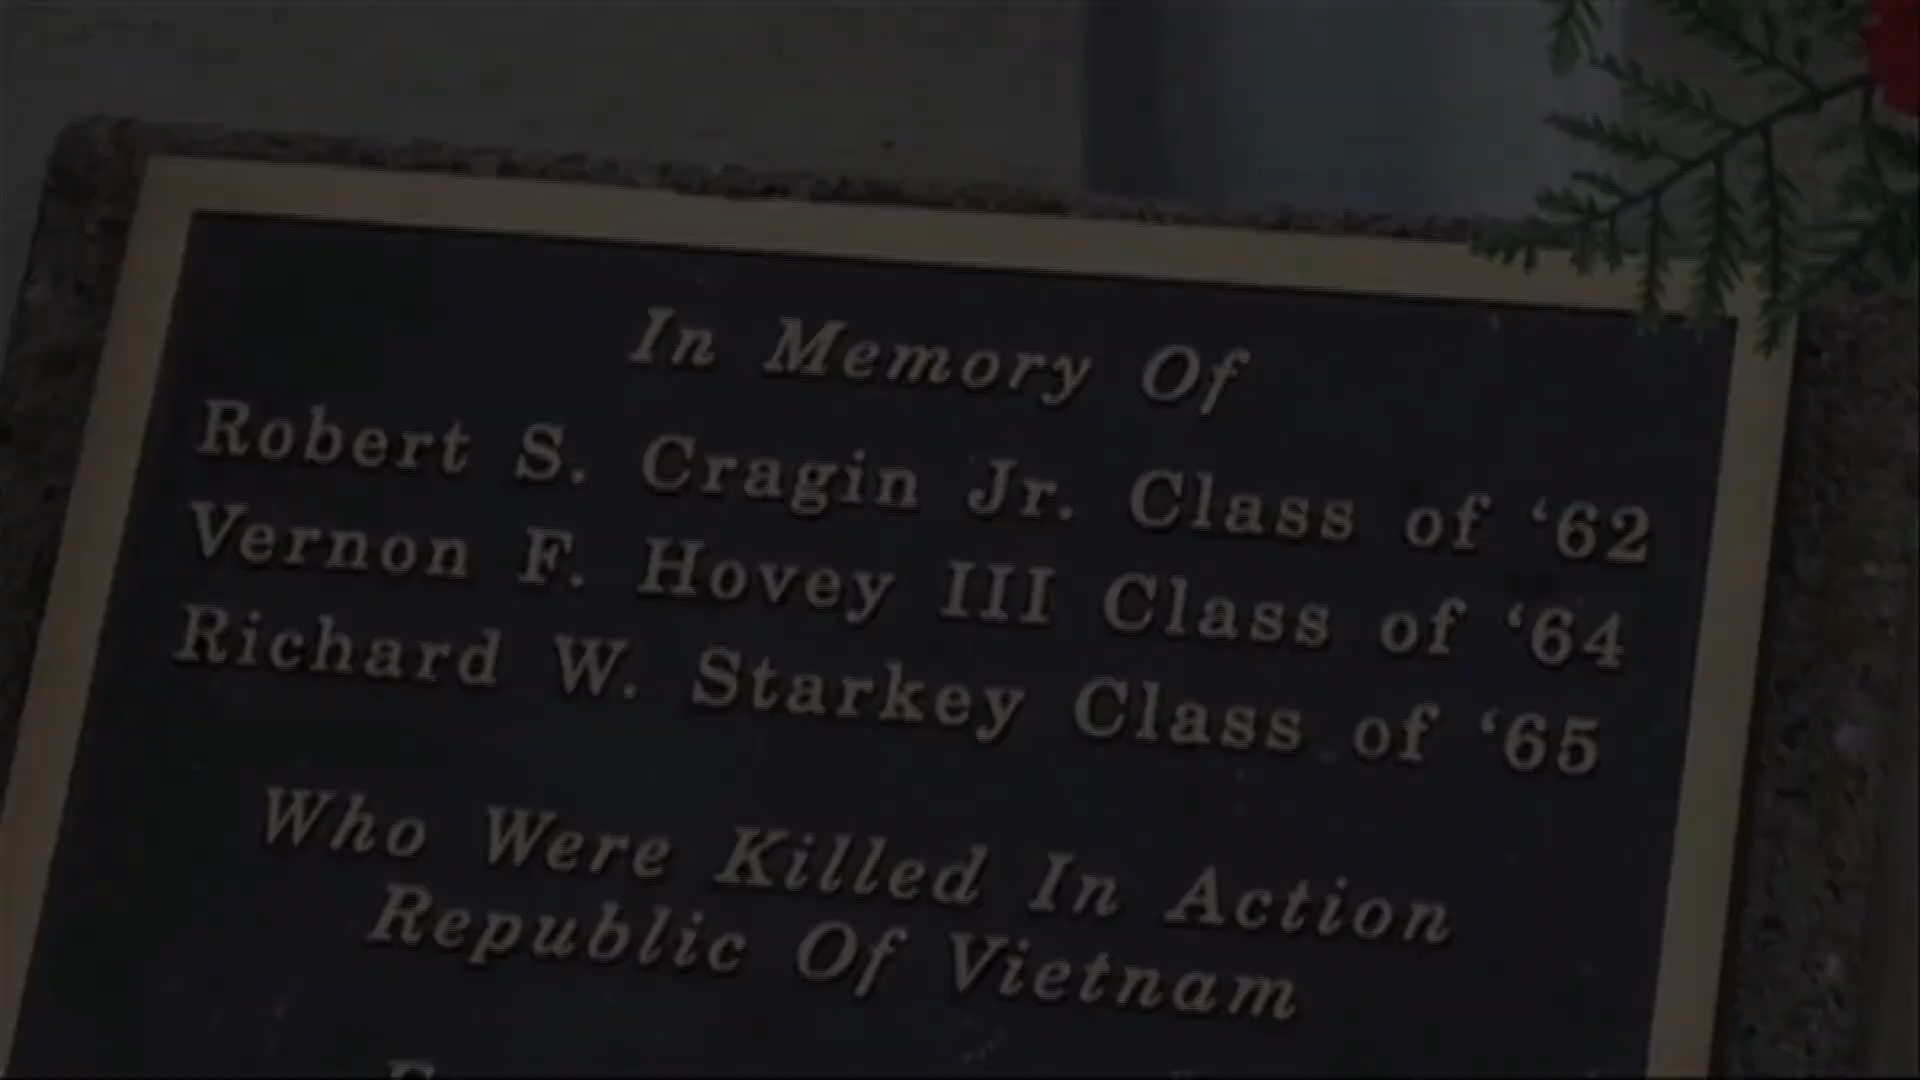 In Memory Of
Robert S. Cragin Jr. Class of ‘62
Vernon F. Hovey III Class of ‘64
Richard W. Starkey Class of ‘65
Who Were Killed In Action
Republic Of Vietnam